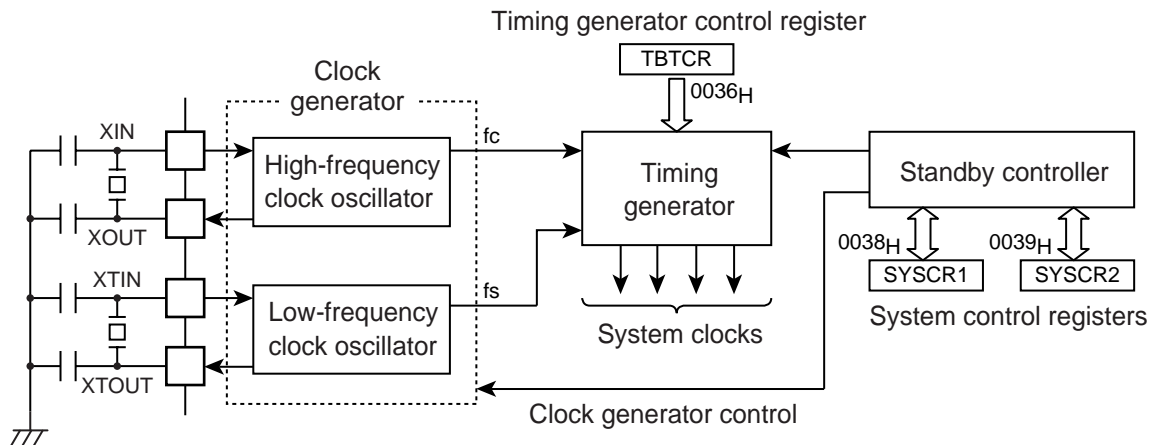 Timing generator control register
TBTCR
0036H
Clock
generator
XIN
High-frequency
clock oscillator
fc
XOUT
Timing
generator
Standby controller
0038H
0039H
SYSCR1
SYSCR2
System control registers
XTIN
Low-frequency
clock oscillator
fs
XTOUT
System clocks
Clock generator control